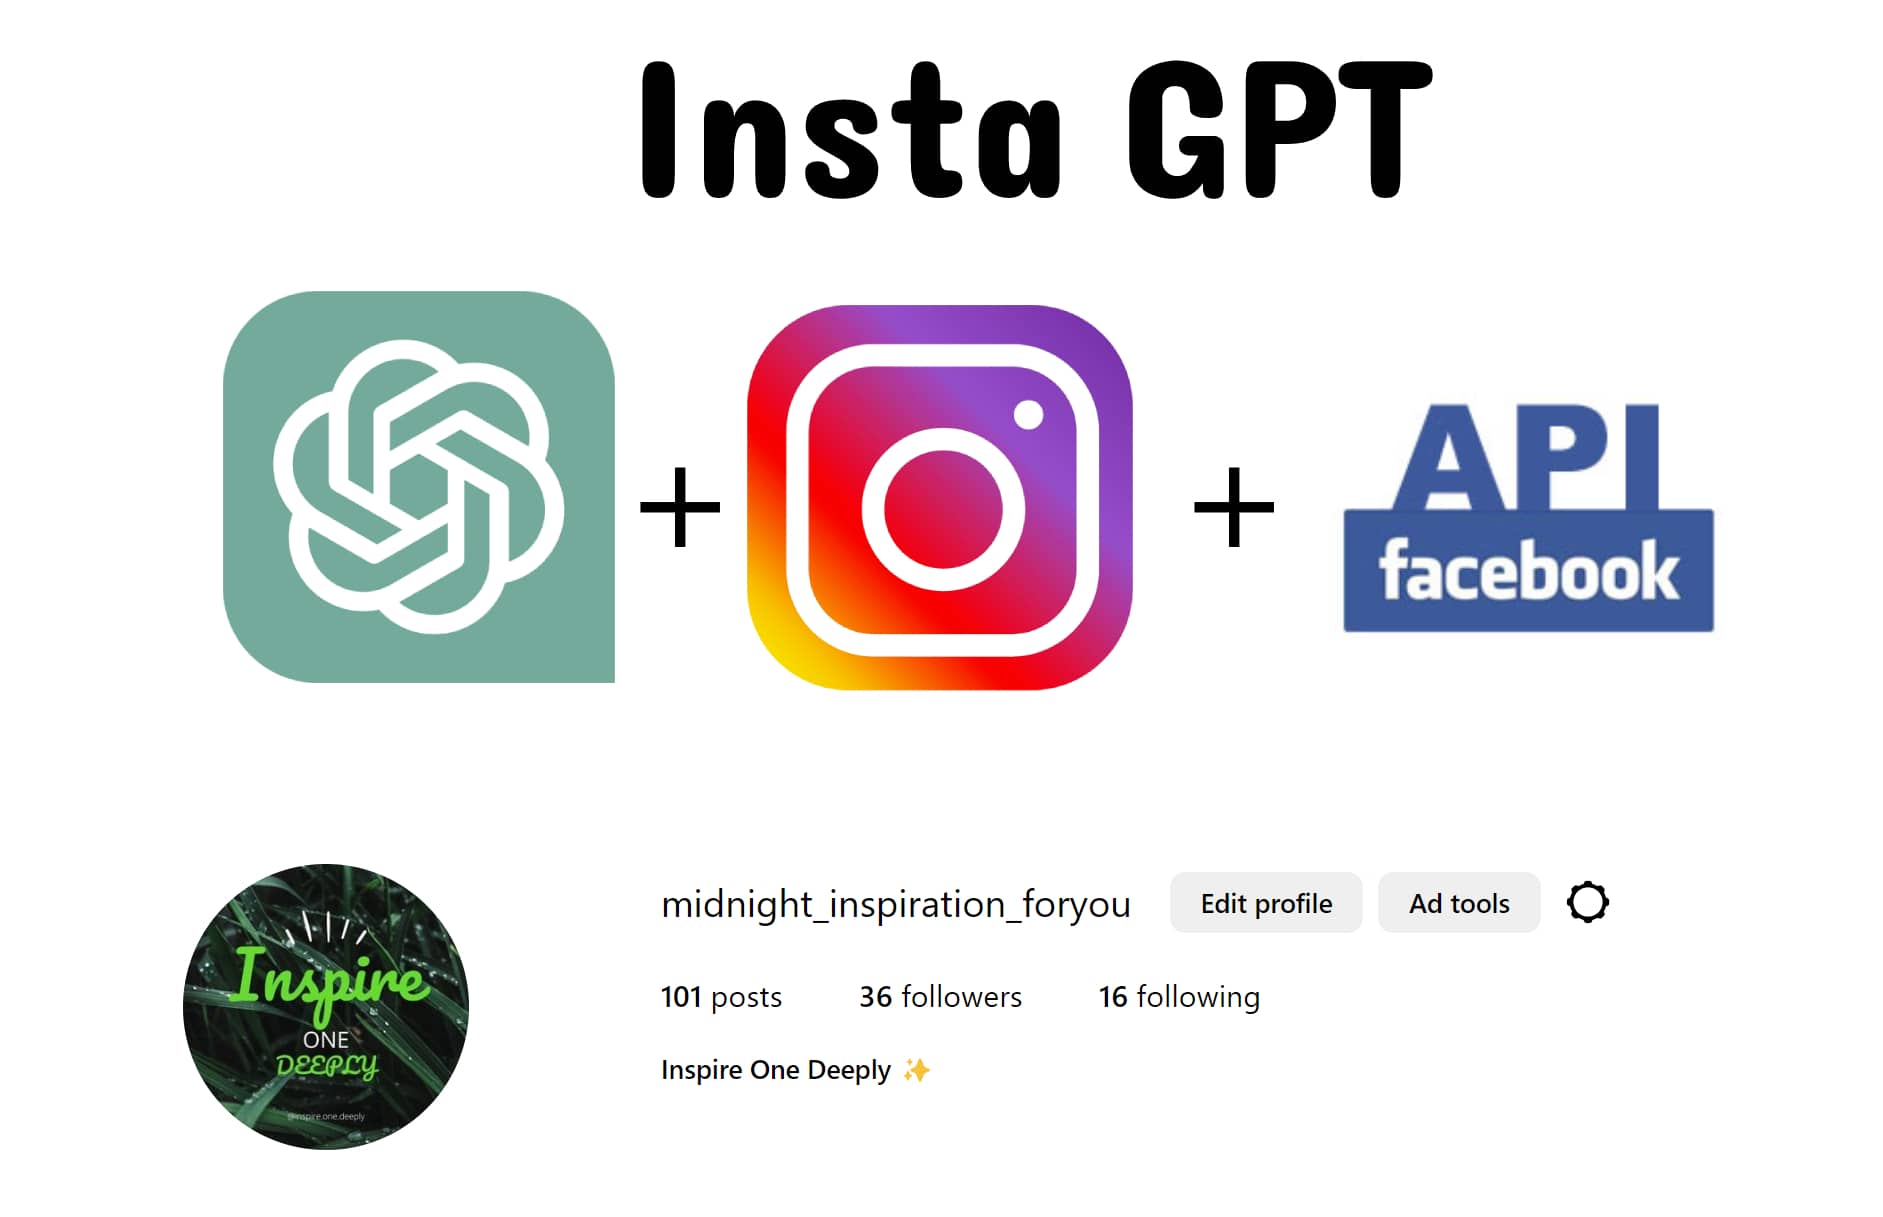 Insta GPT
API
facebook
midnight_inspiration_foryou Edit profile Ad tools
101 posts 36 followers 16 following
Inspire One Deeply ✨
Inspire
ONE
DEEPLY
@inspire.one.deeply